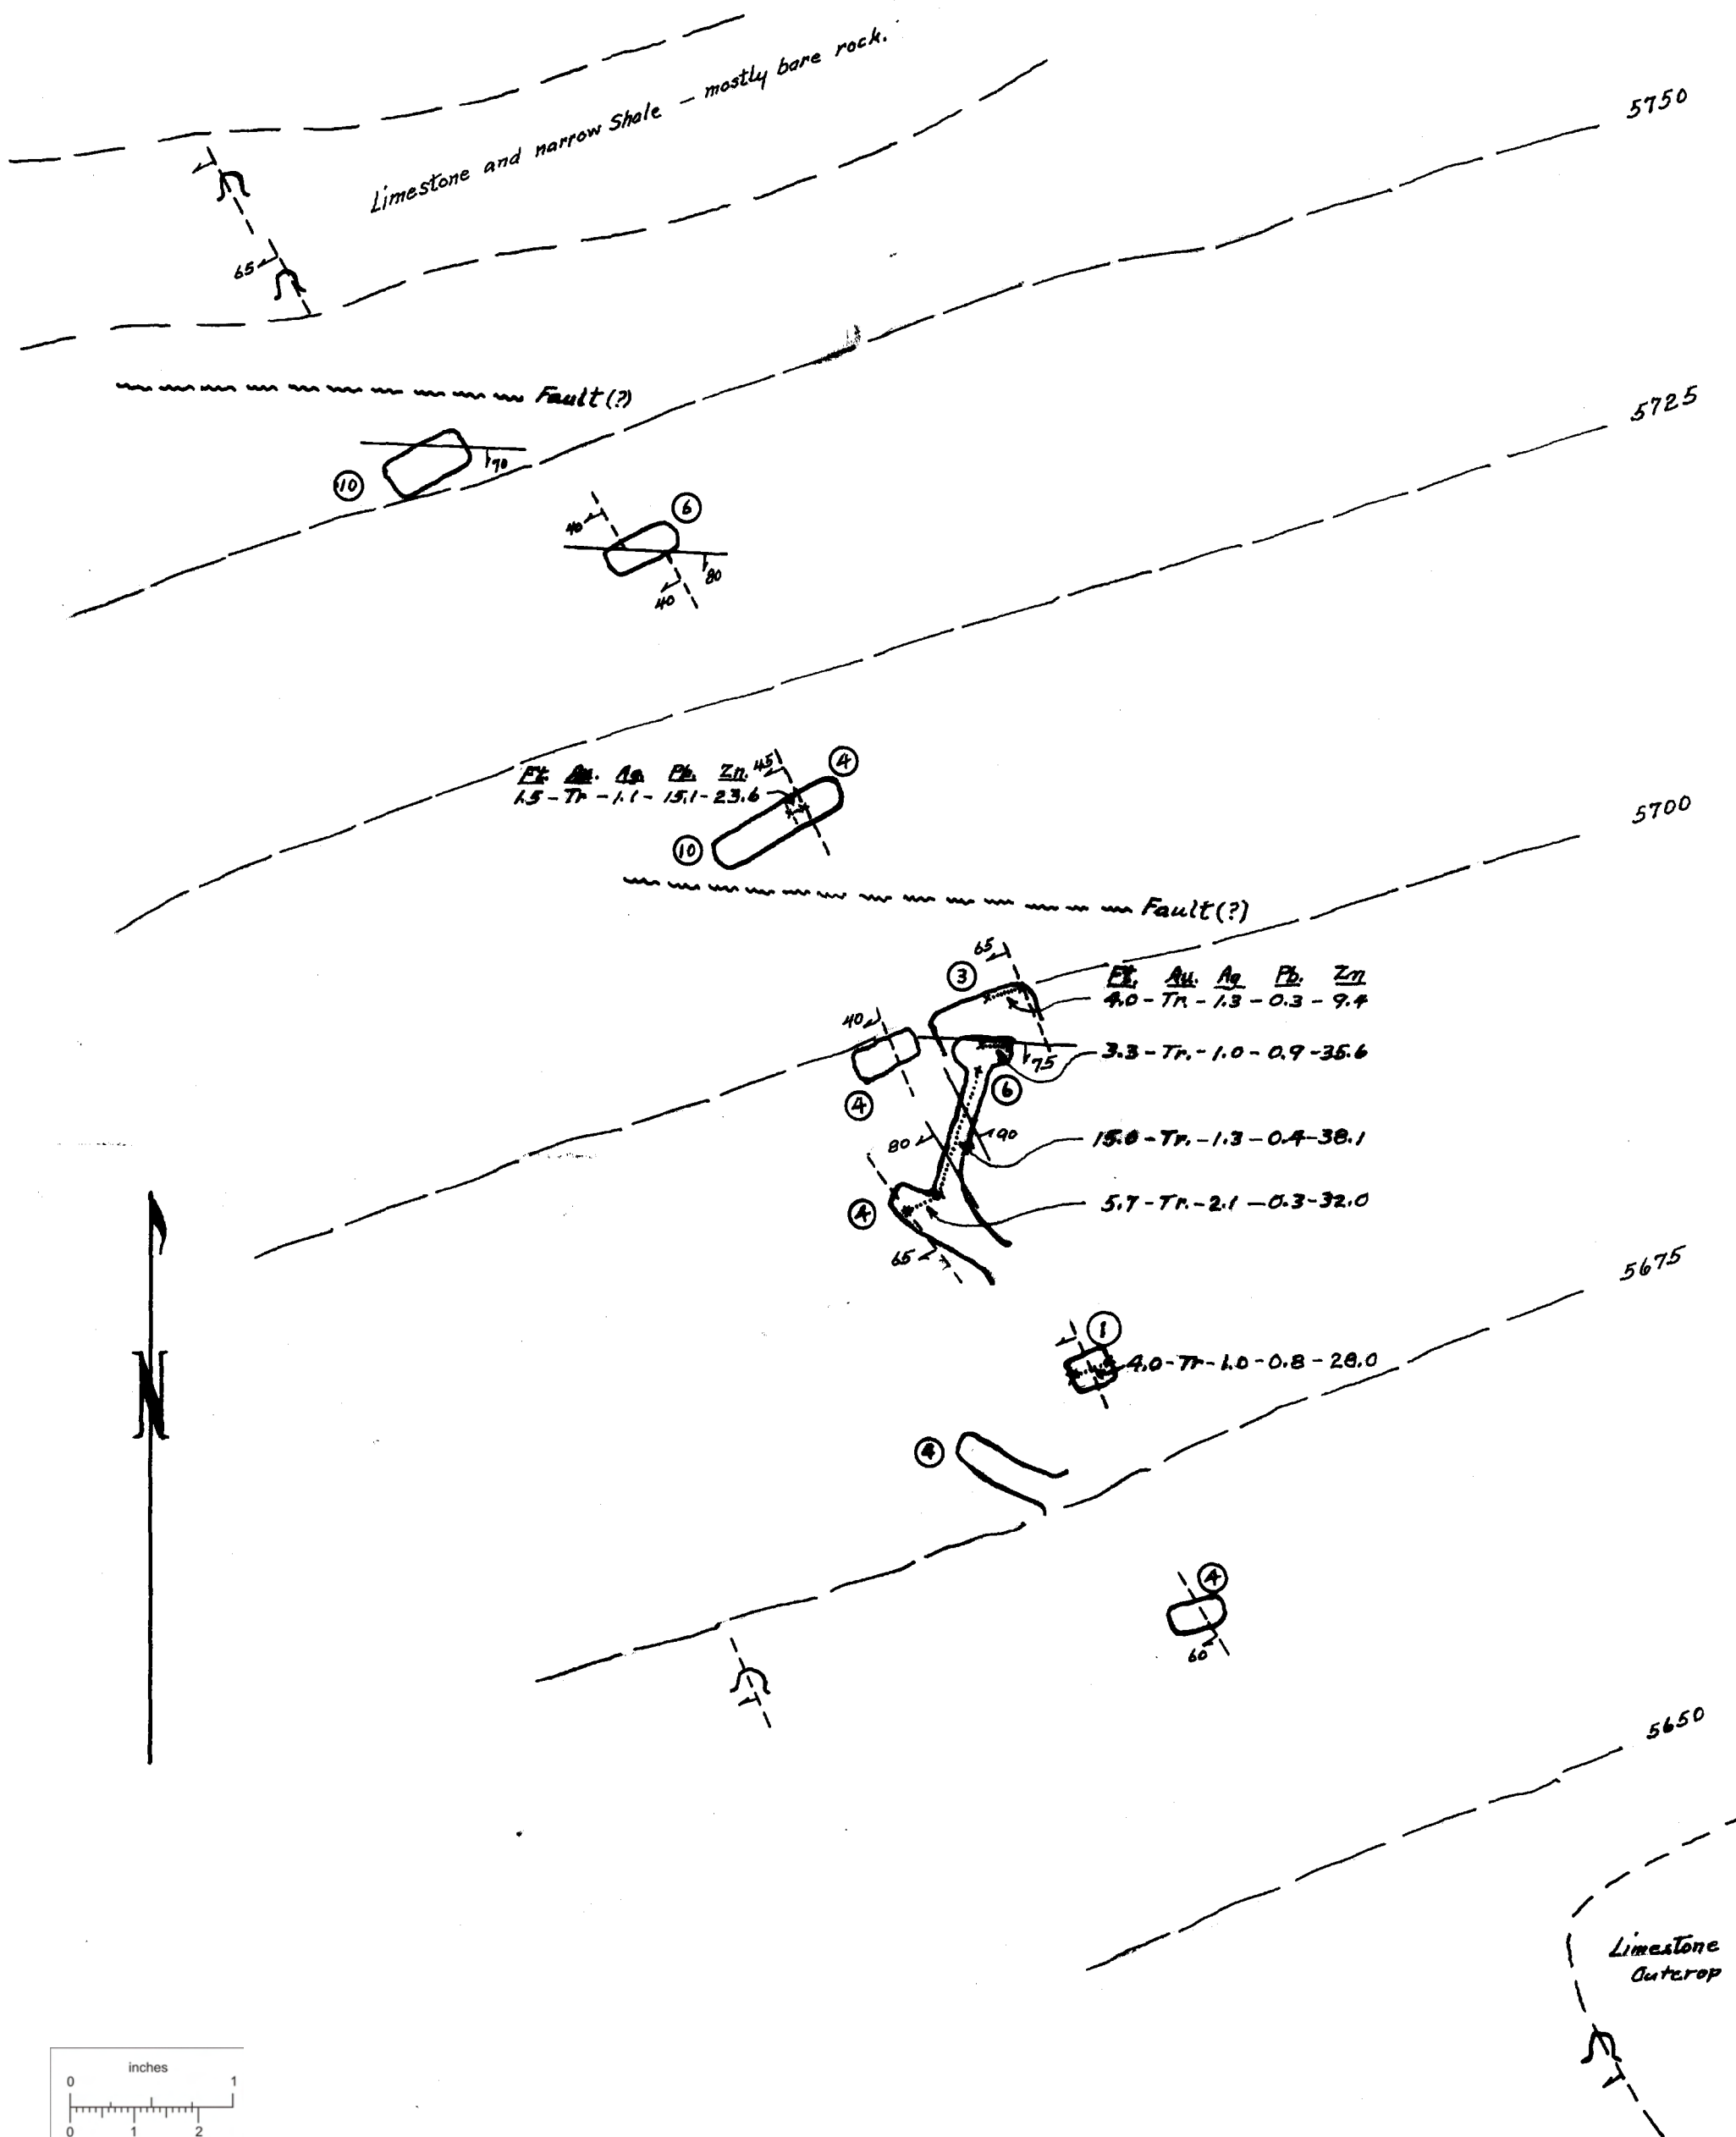 Limestone and narrow Shale - mostly bare rock.
5750
65
Fault (?)
70
10
5725
6
40
80
40
Ft. Au. Ag. Pb. Zn.
45
4
1.5 - Tr - 1.1 - 15.1 - 23.6
10
5700
Fault (?)
65
3
Ft. Au. Ag Pb. Zn
4.0 - Tr. - 1.3 - 0.3 - 9.4
40
75
3.3 - Tr. - 1.0 - 0.9 - 35.6
6
4
80
90
15.0 - Tr. - 1.3 - 0.4 - 38.1
4
5.7 - Tr. - 2.1 - 0.3 - 32.0
65
5675
1
4.0 - Tr - 1.0 - 0.8 - 28.0
N
4
4
60
5650
Limestone
Outcrop
inches
0 1
0 1 2